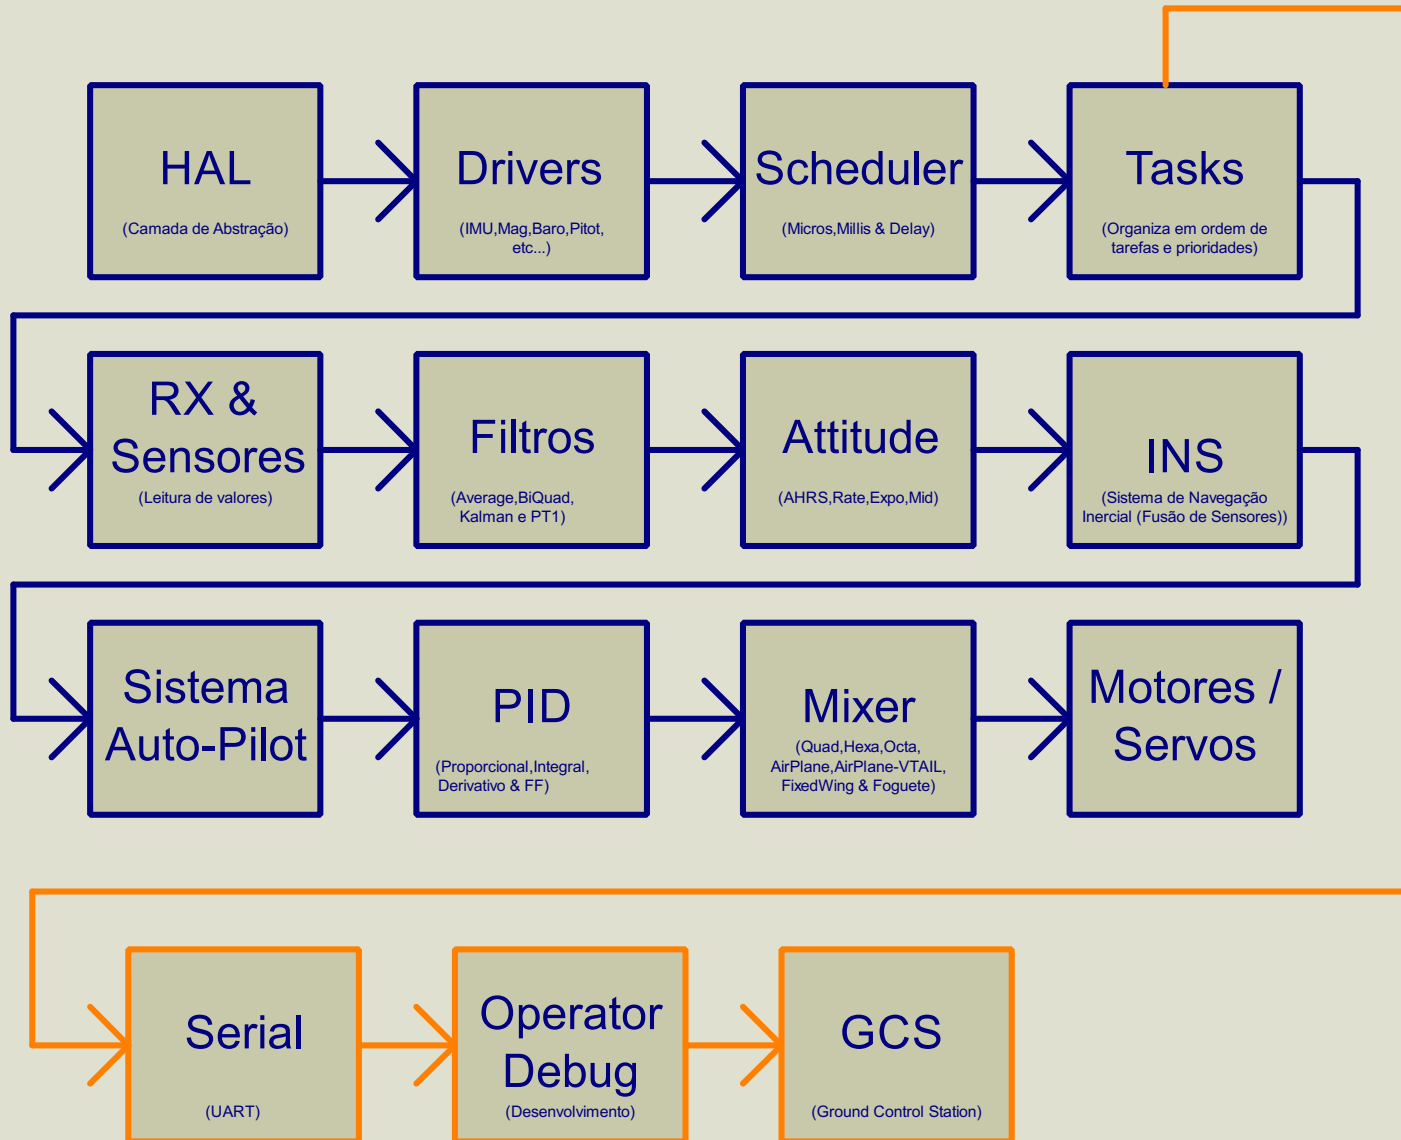 HAL
(Camada de Abstração)
Drivers
(IMU,Mag,Baro,Pitot,
etc...)
Scheduler
(Micros,Millis & Delay)
Tasks
(Organiza em ordem de
tarefas e prioridades)
RX &
Sensores
(Leitura de valores)
Filtros
(Average,BiQuad,
Kalman e PT1)
Attitude
(AHRS,Rate,Expo,Mid)
INS
(Sistema de Navegação
Inercial (Fusão de Sensores))
Sistema
Auto-Pilot
PID
(Proporcional,Integral,
Derivativo & FF)
Mixer
(Quad,Hexa,Octa,
AirPlane,AirPlane-VTAIL,
FixedWing & Foguete)
Motores /
Servos
Serial
(UART)
Operator
Debug
(Desenvolvimento)
GCS
(Ground Control Station)